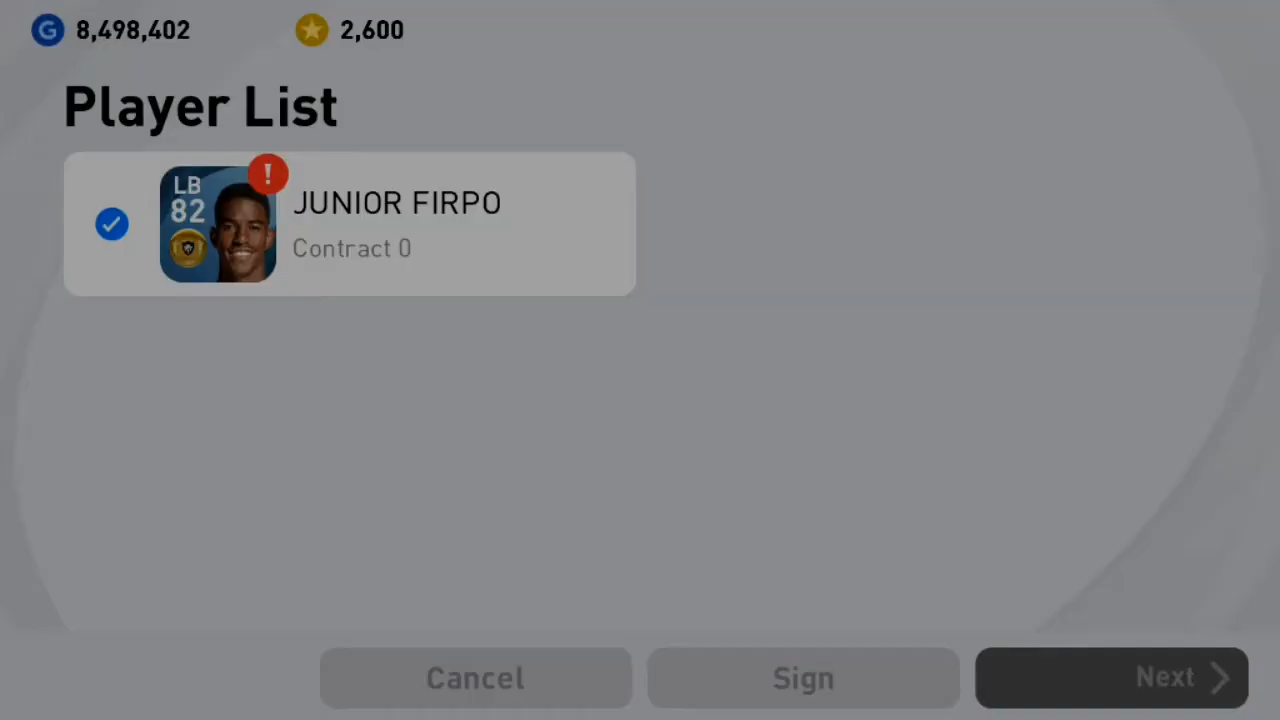 G 8,498,402 2,600
Player List
LB
82
!
JUNIOR FIRPO
Contract 0
Cancel Sign Next